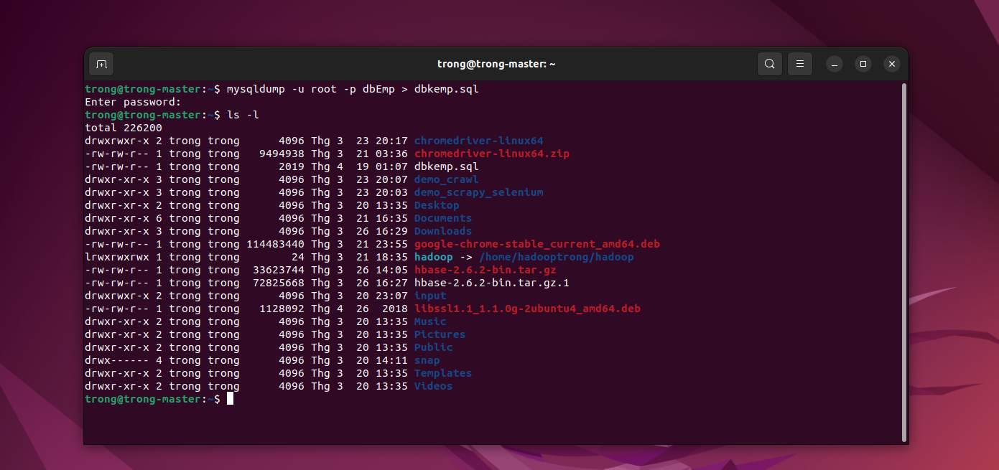 trong@trong-master: ~
trong@trong-master:~$ mysqldump -u root -p dbEmp > dbkemp.sql
Enter password:
trong@trong-master:~$ ls -l
total 226200
drwxrwxr-x 2 trong trong      4096 Thg 3  23 20:17 chromedriver-linux64
-rw-rw-r-- 1 trong trong   9494938 Thg 3  21 03:36 chromedriver-linux64.zip
-rw-rw-r-- 1 trong trong      2019 Thg 4  19 01:07 dbkemp.sql
drwxr-xr-x 3 trong trong      4096 Thg 3  23 20:07 demo_crawl
drwxr-xr-x 3 trong trong      4096 Thg 3  23 20:03 demo_scrapy_selenium
drwxr-xr-x 2 trong trong      4096 Thg 3  20 13:35 Desktop
drwxr-xr-x 6 trong trong      4096 Thg 3  21 16:35 Documents
drwxr-xr-x 3 trong trong      4096 Thg 3  26 16:29 Downloads
-rw-rw-r-- 1 trong trong 114483440 Thg 3  21 23:55 google-chrome-stable_current_amd64.deb
lrwxrwxrwx 1 trong trong        24 Thg 3  21 18:35 hadoop -> /home/hadooptrong/hadoop
-rw-rw-r-- 1 trong trong  33623744 Thg 3  26 14:05 hbase-2.6.2-bin.tar.gz
-rw-rw-r-- 1 trong trong  72825668 Thg 3  26 16:27 hbase-2.6.2-bin.tar.gz.1
drwxrwxr-x 2 trong trong      4096 Thg 3  20 23:07 input
-rw-rw-r-- 1 trong trong   1128092 Thg 4  26  2018 libssl1.1_1.1.0g-2ubuntu4_amd64.deb
drwxr-xr-x 2 trong trong      4096 Thg 3  20 13:35 Music
drwxr-xr-x 2 trong trong      4096 Thg 3  20 13:35 Pictures
drwxr-xr-x 2 trong trong      4096 Thg 3  20 13:35 Public
drwx------ 4 trong trong      4096 Thg 3  20 14:11 snap
drwxr-xr-x 2 trong trong      4096 Thg 3  20 13:35 Templates
drwxr-xr-x 2 trong trong      4096 Thg 3  20 13:35 Videos
trong@trong-master:~$